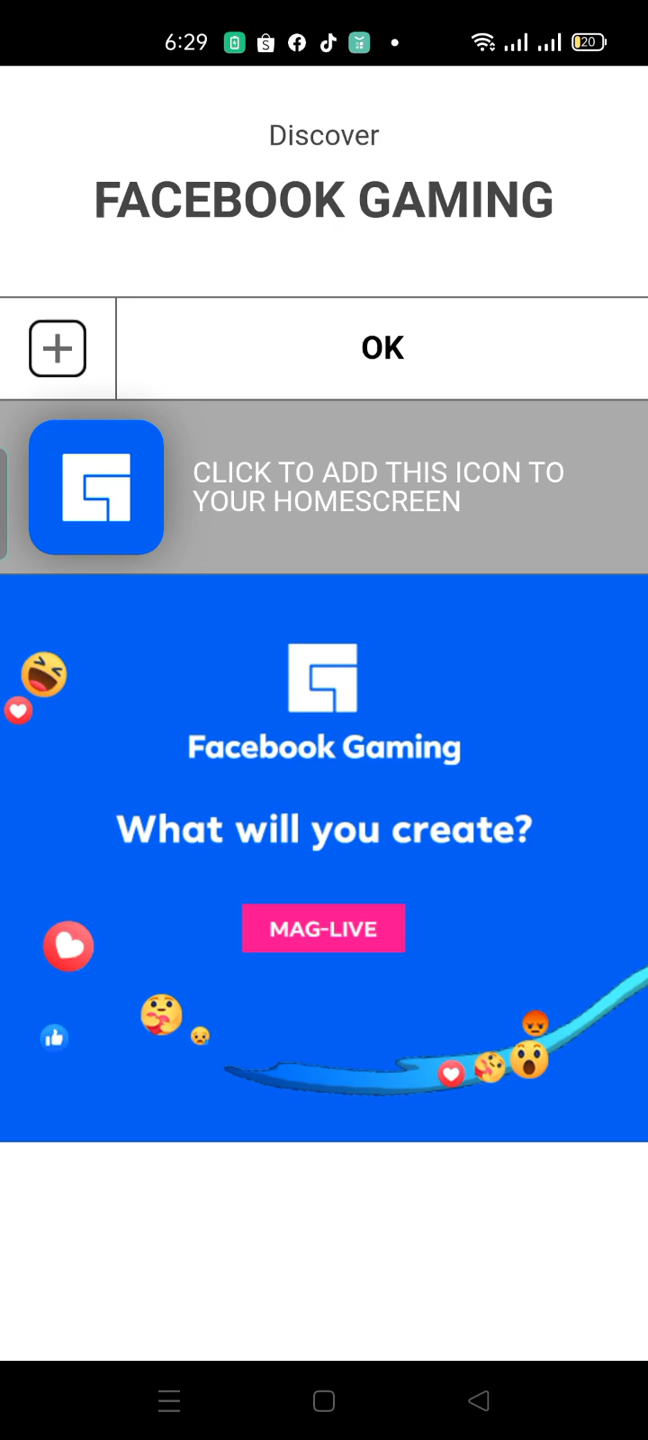 6:29
20
Discover
FACEBOOK GAMING
OK
CLICK TO ADD THIS ICON TO
YOUR HOMESCREEN
Facebook Gaming
What will you create?
MAG-LIVE